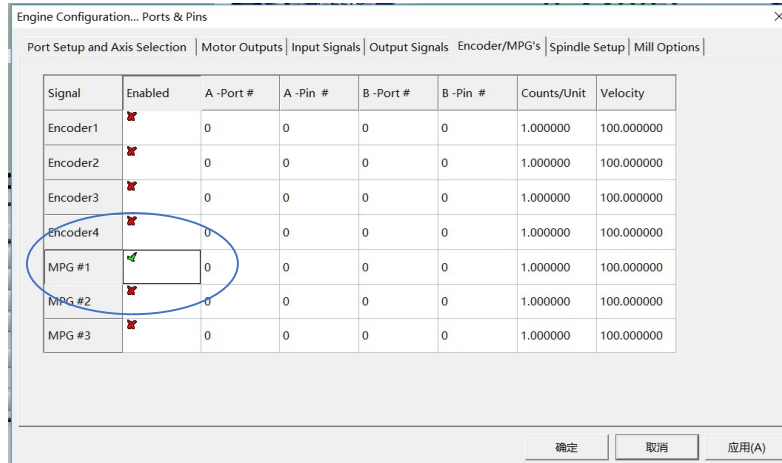 Engine Configuration... Ports & Pins
Port Setup and Axis Selection Motor Outputs Input Signals Output Signals Encoder/MPG's Spindle Setup Mill Options
Signal Enabled A -Port # A -Pin # B -Port # B -Pin # Counts/Unit Velocity
Encoder1 0 0 0 0 1.000000 100.000000
Encoder2 0 0 0 0 1.000000 100.000000
Encoder3 0 0 0 0 1.000000 100.000000
Encoder4 0 0 0 0 1.000000 100.000000
MPG #1 0 0 0 0 1.000000 100.000000
MPG #2 0 0 0 0 1.000000 100.000000
MPG #3 0 0 0 0 1.000000 100.000000
确定 取消 应用(A)